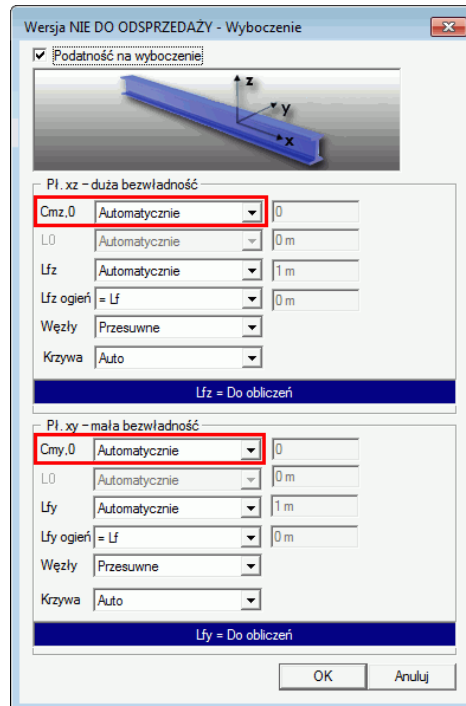 Wersja NIE DO ODSPRZEDAŻY - Wyboczenie
Podatność na wyboczenie
z
y
x
Pł. xz – duża bezwładność
Cmz,0 Automatycznie 0
L0 Automatycznie 0 m
Lfz Automatycznie 1 m
Lfz ogień = Lf 0 m
Węzły Przesuwne
Krzywa Auto
Lfz = Do obliczeń
Pł. xy – mała bezwładność
Cmy,0 Automatycznie 0
L0 Automatycznie 0 m
Lfy Automatycznie 1 m
Lfy ogień = Lf 0 m
Węzły Przesuwne
Krzywa Auto
Lfy = Do obliczeń
OK Anuluj